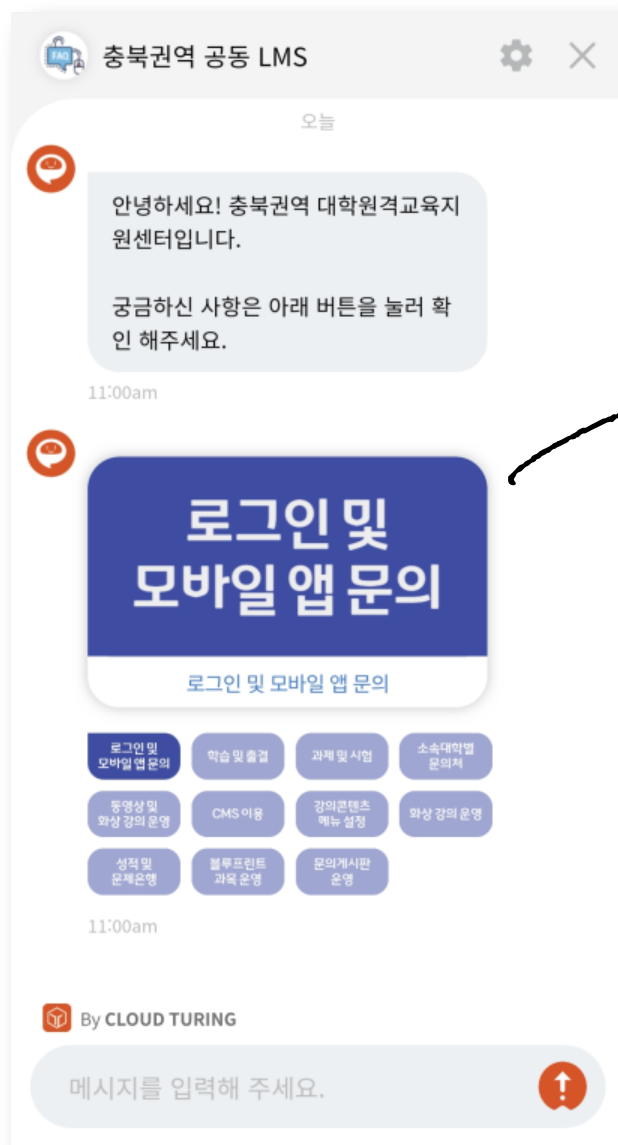 FAQ
충북권역 공동 LMS
오늘
안녕하세요! 충북권역 대학원격교육지
원센터입니다.
궁금하신 사항은 아래 버튼을 눌러 확
인 해주세요.
11:00am
로그인 및
모바일 앱 문의
로그인 및 모바일 앱 문의
로그인 및
모바일 앱 문의
학습 및 출결
과제 및 시험
소속대학별
문의처
동영상 및
화상 강의 운영
CMS 이용
강의콘텐츠
메뉴 설정
화상 강의 운영
성적 및
문제은행
블루프린트
과목 운영
문의게시판
운영
11:00am
By CLOUD TURING
메시지를 입력해 주세요.